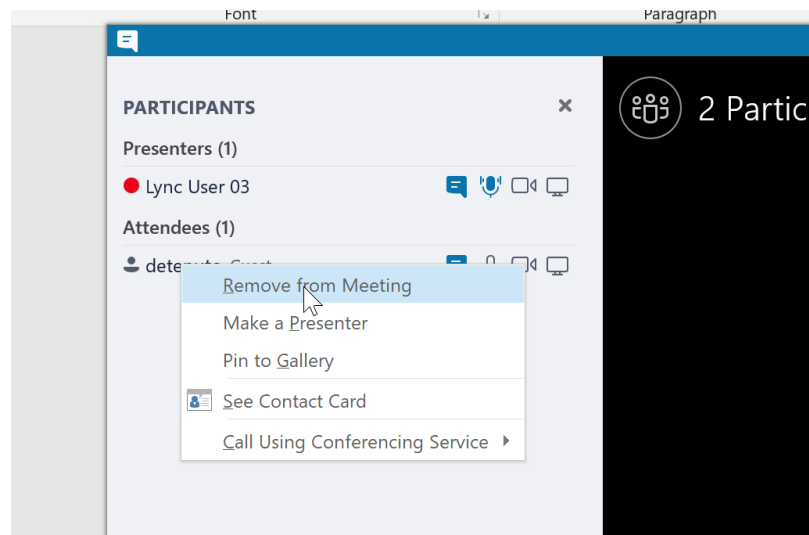 Font
Paragraph
PARTICIPANTS
2 Partic
Presenters (1)
Lync User 03
Attendees (1)
Remove from Meeting
Make a Presenter
Pin to Gallery
See Contact Card
Call Using Conferencing Service